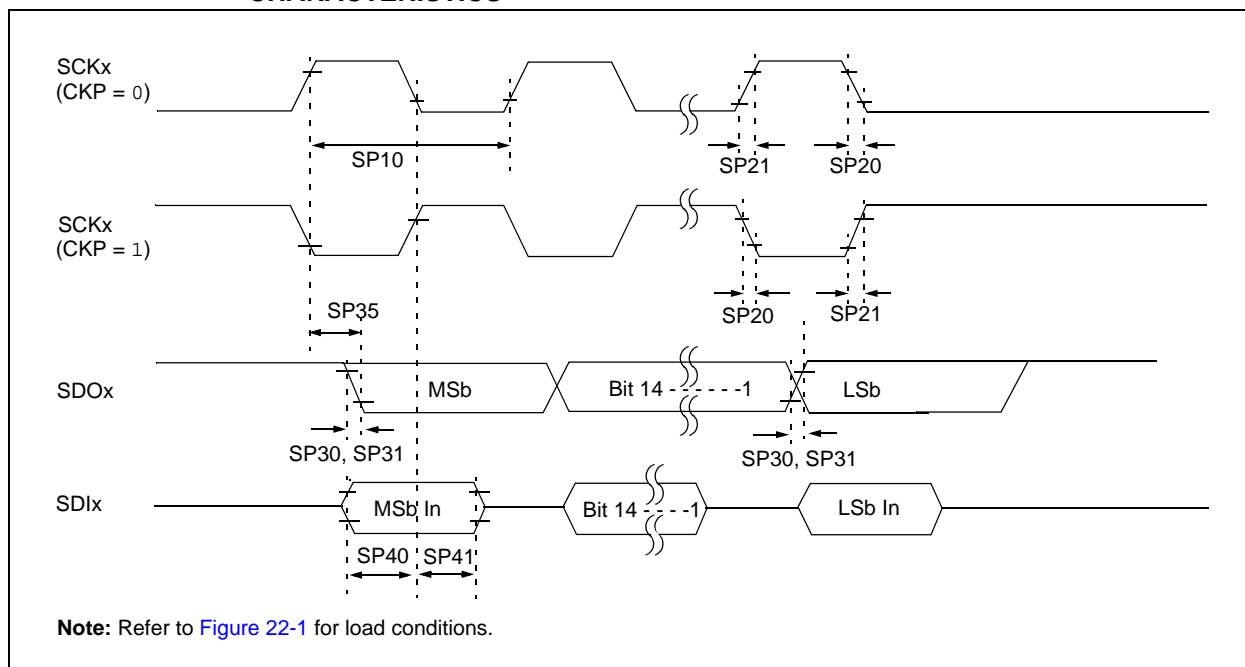 SCKx
(CKP = 0)
SP10
SP21
SP20
SCKx
(CKP = 1)
SP35
SP20
SP21
SDOx
MSb
Bit 14 - - - - - -1
LSb
SP30, SP31
SP30, SP31
SDIx
MSb In
Bit 14 - - - -1
LSb In
SP40
SP41
Note: Refer to Figure 22-1 for load conditions.